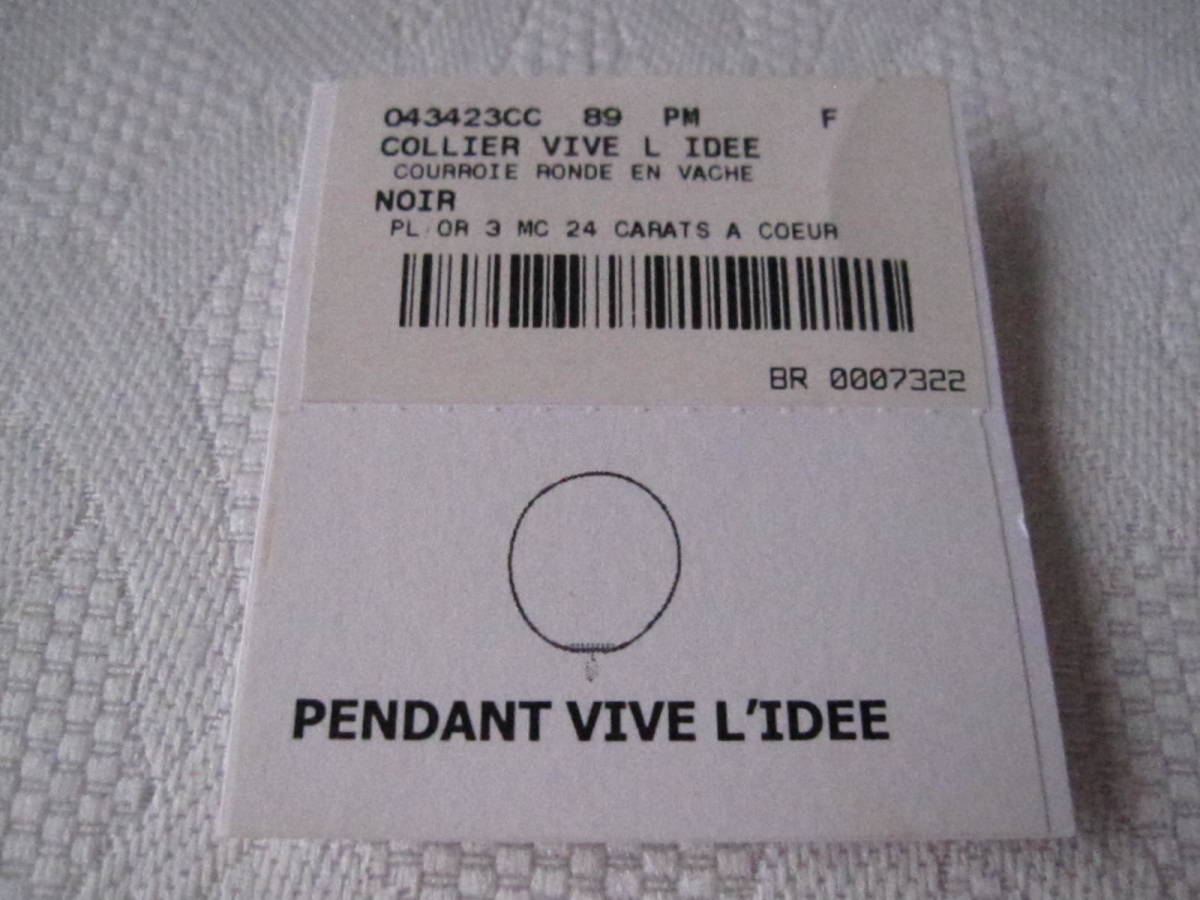 043423CC 89 PM F
COLLIER VIVE L IDEE
COURROIE RONDE EN VACHE
NOIR
PL OR 3 MC 24 CARATS A COEUR
BR 0007322
PENDANT VIVE L'IDEE